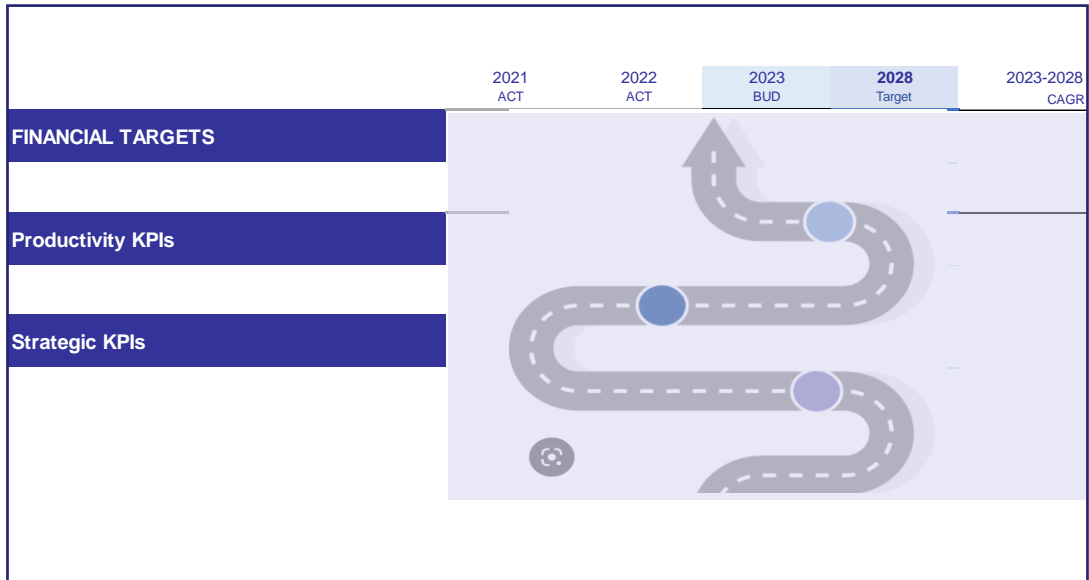 2021 2022 2023 2028 2023-2028
ACT ACT BUD Target CAGR
FINANCIAL TARGETS
Productivity KPIs
Strategic KPIs